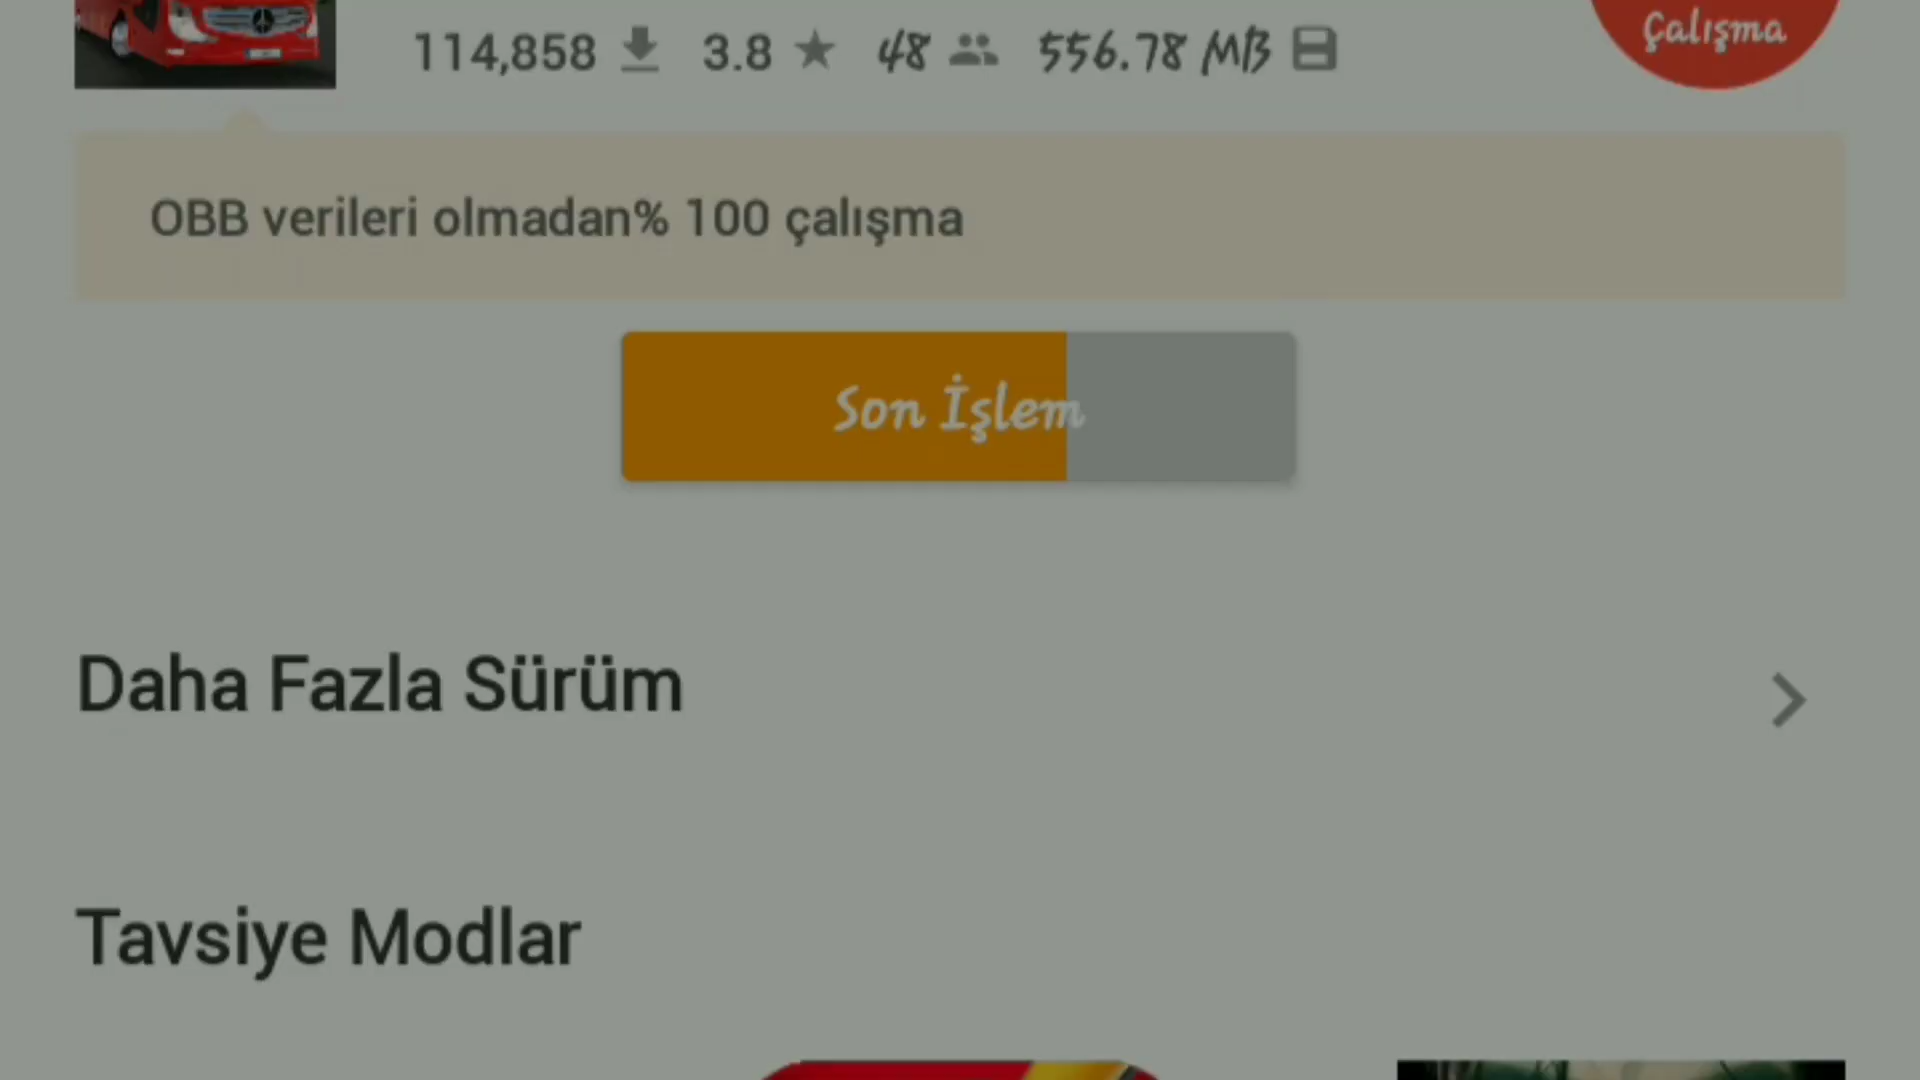 114,858 3.8 48 556.78 MB
Çalışma
OBB verileri olmadan% 100 çalışma
Son İşlem
Daha Fazla Sürüm
Tavsiye Modlar